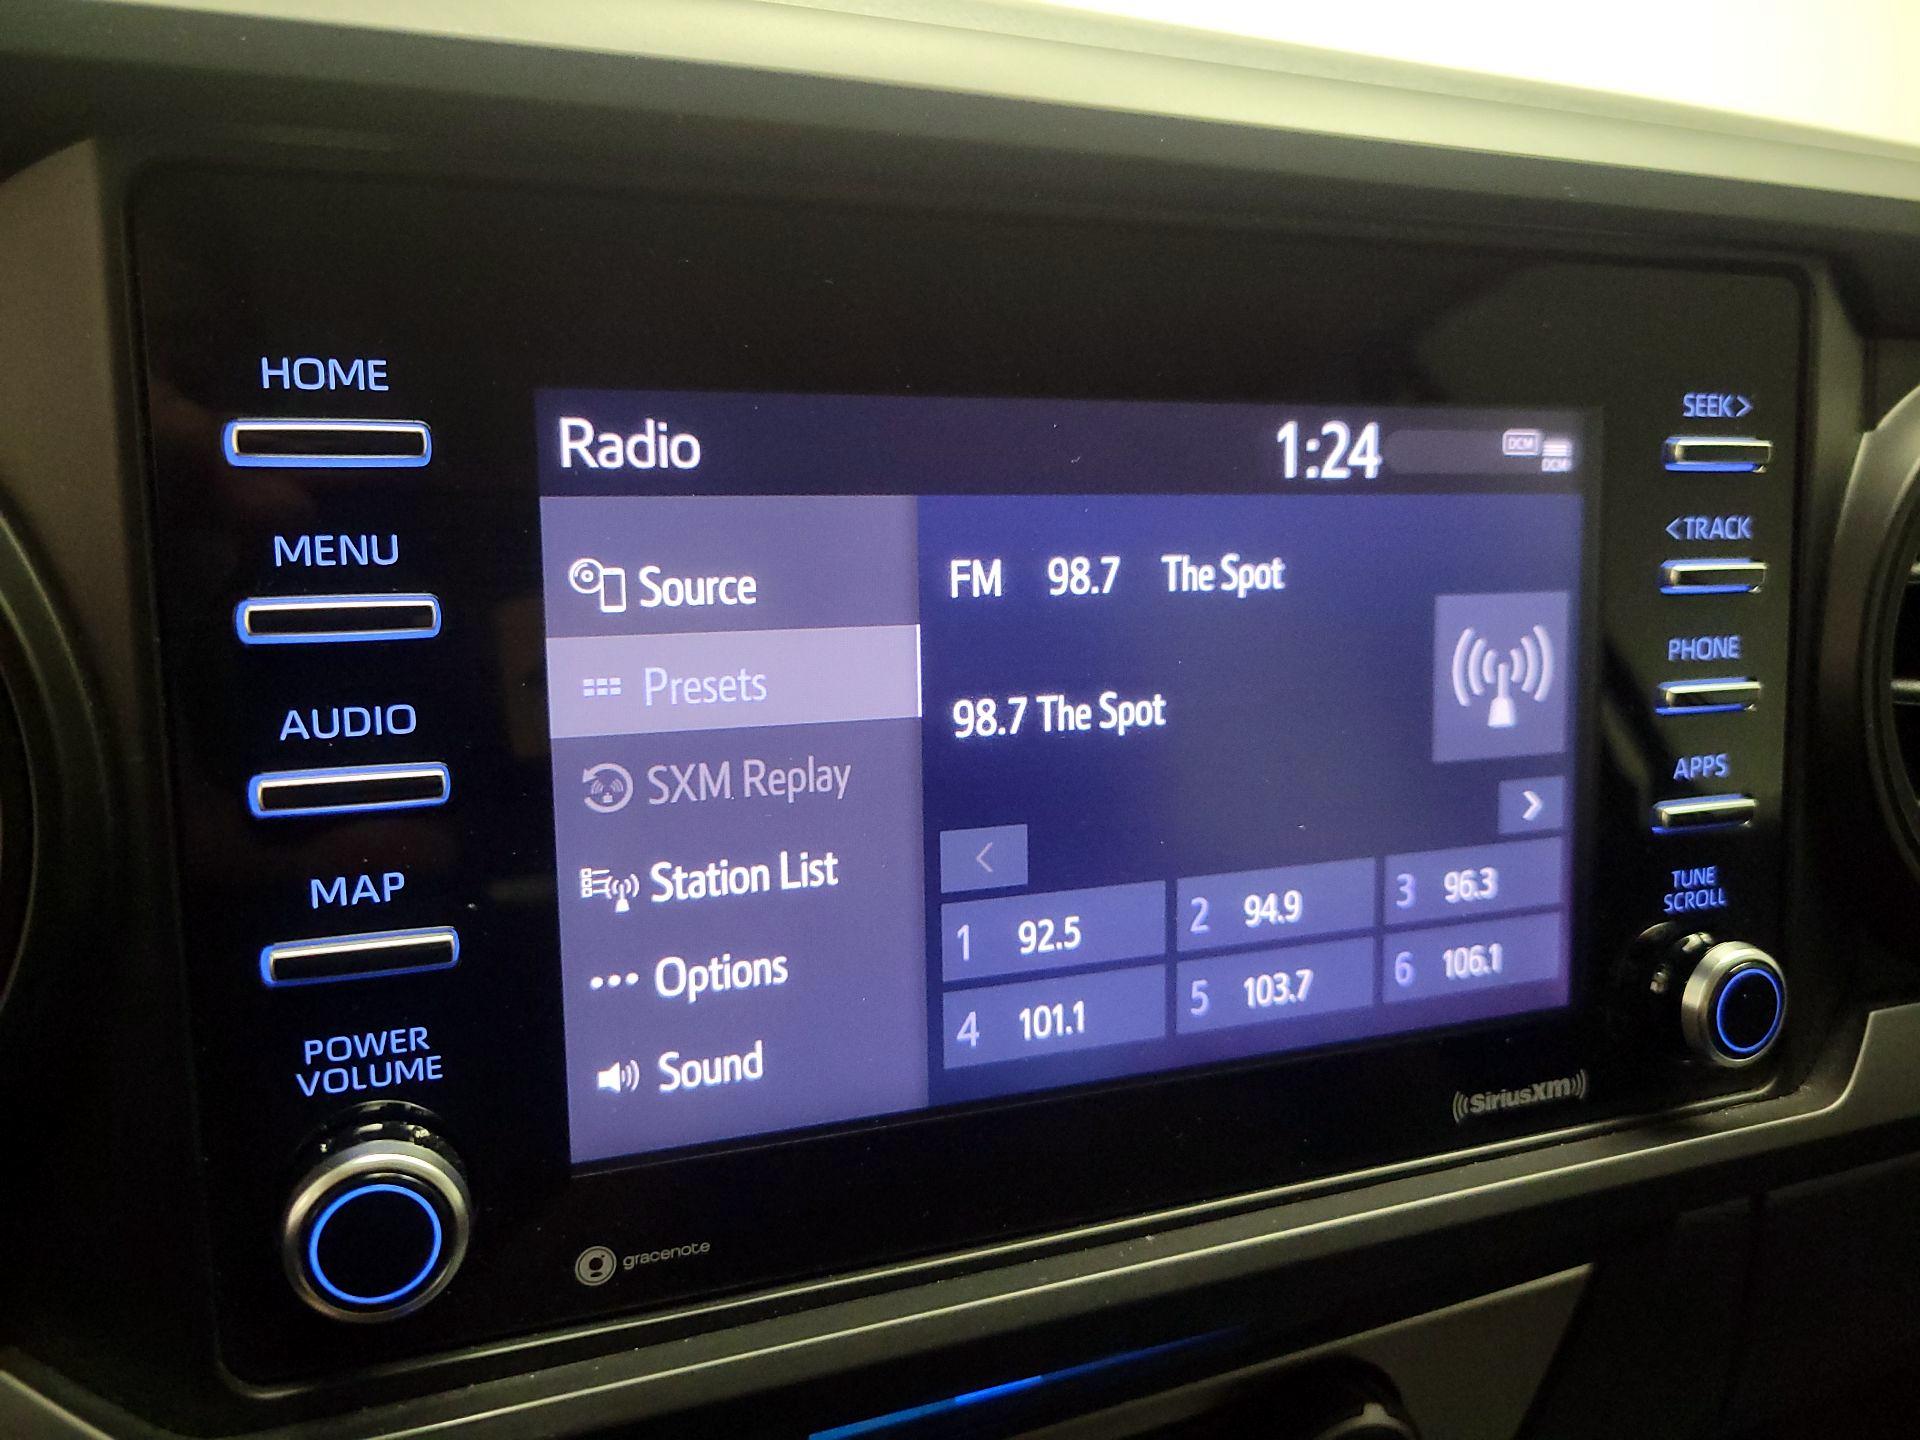 HOME
MENU
AUDIO
MAP
POWER
VOLUME
Radio
1:24
DCM
DCM
Source
Presets
SXM Replay
Station List
Options
Sound
FM 98.7 The Spot
98.7 The Spot
<
>
1 92.5
2 94.9
3 96.3
4 101.1
5 103.7
6 106.1
SEEK>
<TRACK
PHONE
APPS
TUNE
SCROLL
gracenote
SiriusXM